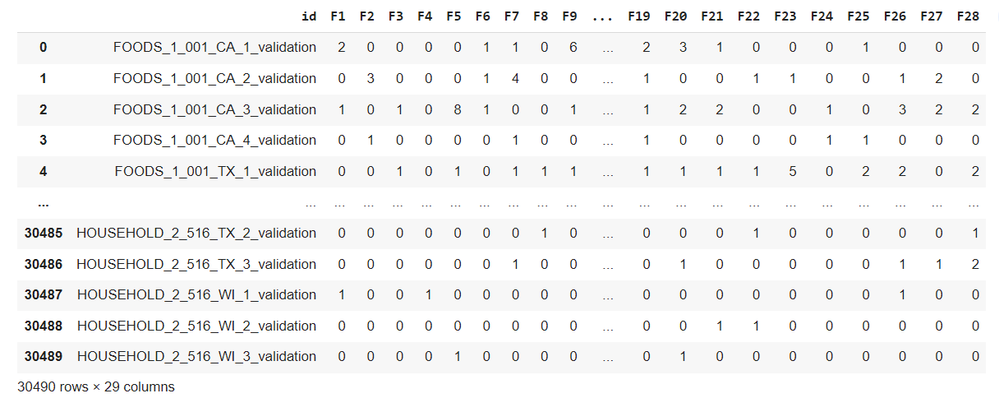 id F1 F2 F3 F4 F5 F6 F7 F8 F9 ... F19 F20 F21 F22 F23 F24 F25 F26 F27 F28
0 FOODS_1_001_CA_1_validation 2 0 0 0 0 1 1 0 6 ... 2 3 1 0 0 0 1 0 0 0
1 FOODS_1_001_CA_2_validation 0 3 0 0 0 1 4 0 0 ... 1 0 0 1 1 0 0 1 2 0
2 FOODS_1_001_CA_3_validation 1 0 1 0 8 1 0 0 1 ... 1 2 2 0 0 1 0 3 2 2
3 FOODS_1_001_CA_4_validation 0 1 0 0 0 0 1 0 0 ... 1 0 0 0 0 1 1 0 0 0
4 FOODS_1_001_TX_1_validation 0 0 1 0 1 0 1 1 1 ... 1 1 1 1 5 0 2 2 0 2
... ... ... ... ... ... ... ... ... ... ... ... ... ... ... ... ... ... ... ... ... ...
30485 HOUSEHOLD_2_516_TX_2_validation 0 0 0 0 0 0 0 1 0 ... 0 0 0 1 0 0 0 0 0 1
30486 HOUSEHOLD_2_516_TX_3_validation 0 0 0 0 0 0 1 0 0 ... 0 1 0 0 0 0 0 1 1 2
30487 HOUSEHOLD_2_516_WI_1_validation 1 0 0 1 0 0 0 0 0 ... 0 0 0 0 0 0 0 1 0 0
30488 HOUSEHOLD_2_516_WI_2_validation 0 0 0 0 0 0 0 0 0 ... 0 0 1 1 0 0 0 0 0 0
30489 HOUSEHOLD_2_516_WI_3_validation 0 0 0 0 1 0 0 0 0 ... 0 1 0 0 0 0 0 0 0 0
30490 rows × 29 columns